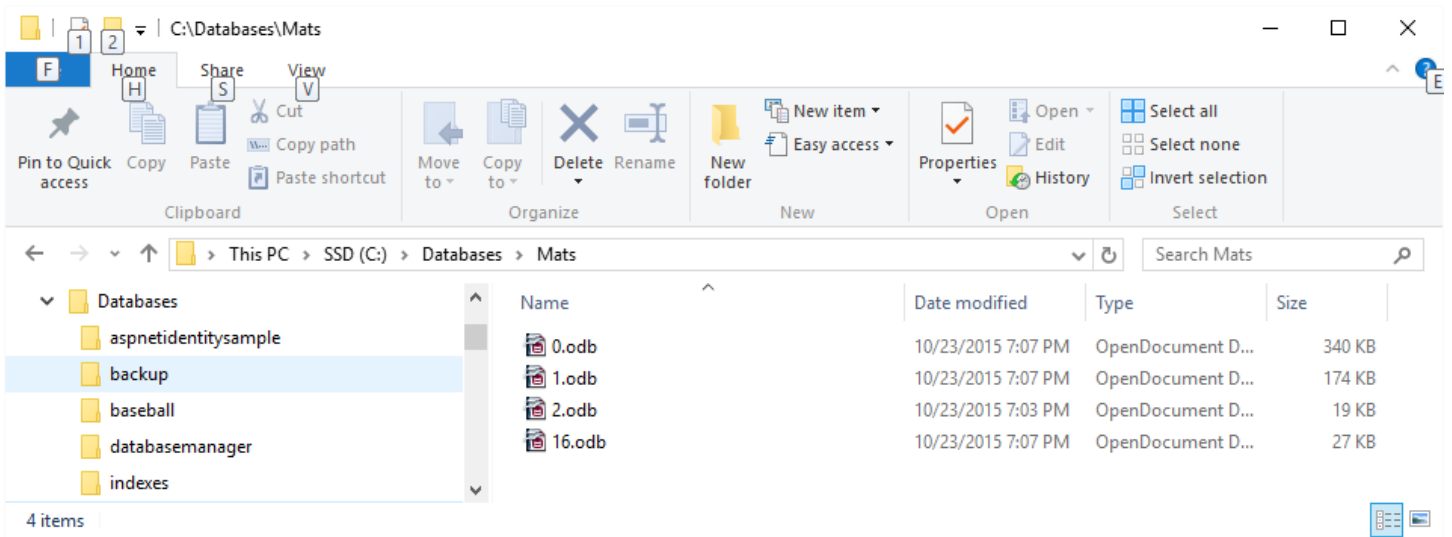 C:\Databases\Mats
1 2
F Home Share View
H S V E
Pin to Quick access Copy Paste Cut
Copy path
Paste shortcut
Move to Copy to Delete Rename New folder New item
Easy access
Properties Open
Edit
History
Select all
Select none
Invert selection
Clipboard Organize New Open Select
This PC > SSD (C:) > Databases > Mats Search Mats
Databases
aspnetidentitysample
backup
baseball
databasemanager
indexes
Name Date modified Type Size
0.odb 10/23/2015 7:07 PM OpenDocument D... 340 KB
1.odb 10/23/2015 7:07 PM OpenDocument D... 174 KB
2.odb 10/23/2015 7:03 PM OpenDocument D... 19 KB
16.odb 10/23/2015 7:07 PM OpenDocument D... 27 KB
4 items